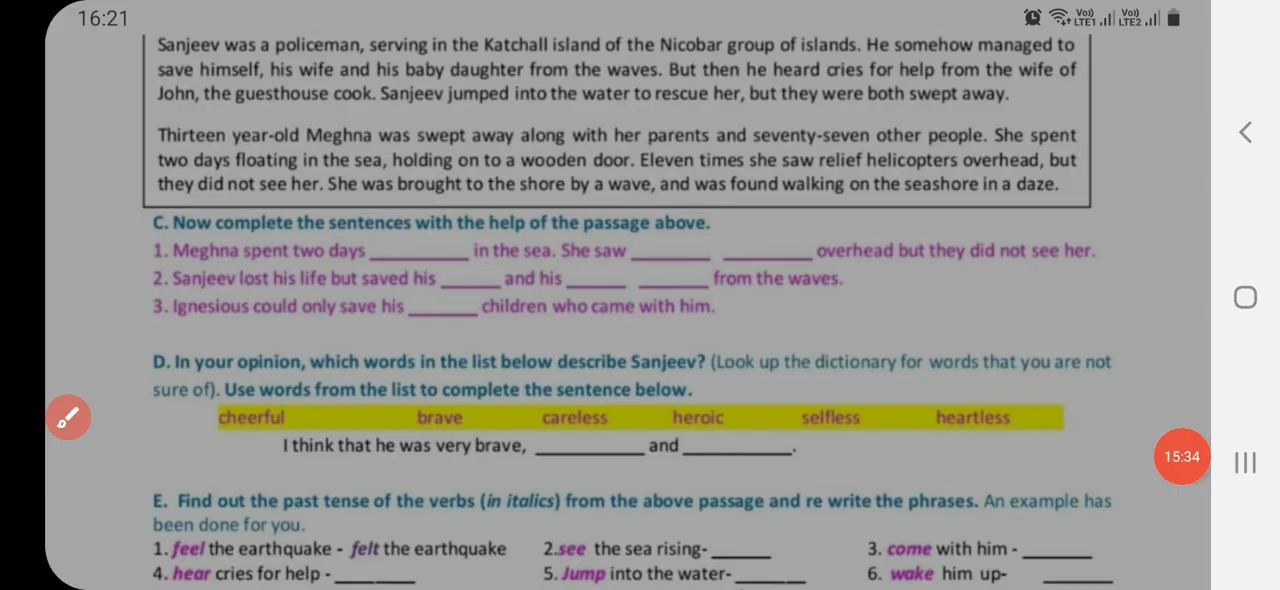 16:21
Vo)) LTE1 Vo)) LTE2
Sanjeev was a policeman, serving in the Katchall island of the Nicobar group of islands. He somehow managed to
save himself, his wife and his baby daughter from the waves. But then he heard cries for help from the wife of
John, the guesthouse cook. Sanjeev jumped into the water to rescue her, but they were both swept away.
Thirteen year-old Meghna was swept away along with her parents and seventy-seven other people. She spent
two days floating in the sea, holding on to a wooden door. Eleven times she saw relief helicopters overhead, but
they did not see her. She was brought to the shore by a wave, and was found walking on the seashore in a daze.
C. Now complete the sentences with the help of the passage above.
1. Meghna spent two days __________ in the sea. She saw ________ _________ overhead but they did not see her.
2. Sanjeev lost his life but saved his ______ and his ______ _______ from the waves.
3. Ignesious could only save his _______ children who came with him.
D. In your opinion, which words in the list below describe Sanjeev? (Look up the dictionary for words that you are not
sure of). Use words from the list to complete the sentence below.
cheerful brave careless heroic selfless heartless
I think that he was very brave, ___________ and ___________.
15:34
E. Find out the past tense of the verbs (in italics) from the above passage and re write the phrases. An example has
been done for you.
1. feel the earthquake - felt the earthquake 2.see the sea rising- ______ 3. come with him - _______
4. hear cries for help - ________ 5. Jump into the water- _______ 6. wake him up- _______